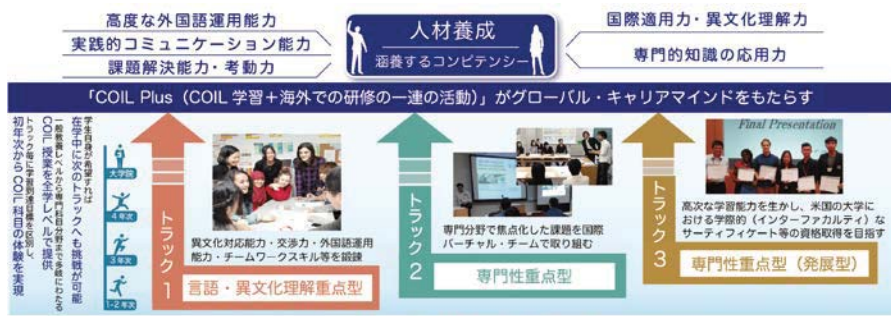 高度な外国語運用能力
実践的コミュニケーション能力
課題解決能力・考動力
人材養成
涵養するコンピテンシー
国際適用力・異文化理解力
専門的知識の応用力
「COIL Plus（COIL 学習＋海外での研修の一連の活動）」がグローバル・キャリアマインドをもたらす
学生自身が希望すれば
在学中に次のトラックへも挑戦が可能
一般教養レベルから専門科目分野まで多岐にわたる
COIL 授業を全学レベルで提供
トラック毎に学習到達目標を区別し、
初年次から COIL 科目の体験を実現
大学院
4年次
3年次
1-2年次
トラック1
異文化対応能力・交渉力・外国語運用
能力・チームワークスキル等を鍛錬
言語・異文化理解重点型
トラック2
専門分野で焦点化した課題を国際
バーチャル・チームで取り組む
専門性重点型
トラック3
Final Presentation
高次な学習能力を生かし、米国の大学に
おける学際的（インターファカルティ）な
サーティフィケート等の資格取得を目指す
専門性重点型（発展型）